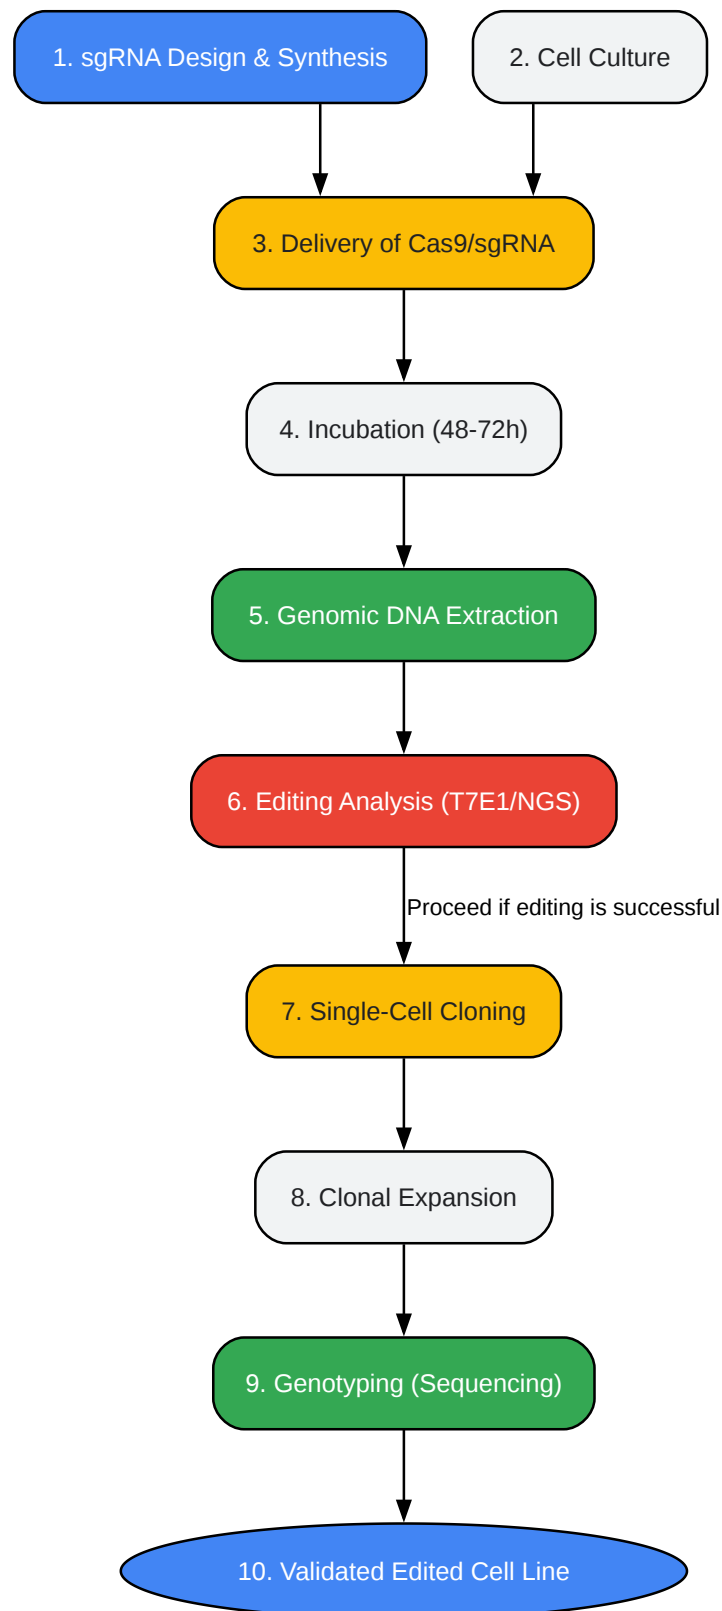 1. sgRNA Design & Synthesis
2. Cell Culture
3. Delivery of Cas9/sgRNA
4. Incubation (48-72h)
5. Genomic DNA Extraction
6. Editing Analysis (T7E1/NGS)
Proceed if editing is successful
7. Single-Cell Cloning
8. Clonal Expansion
9. Genotyping (Sequencing)
10. Validated Edited Cell Line